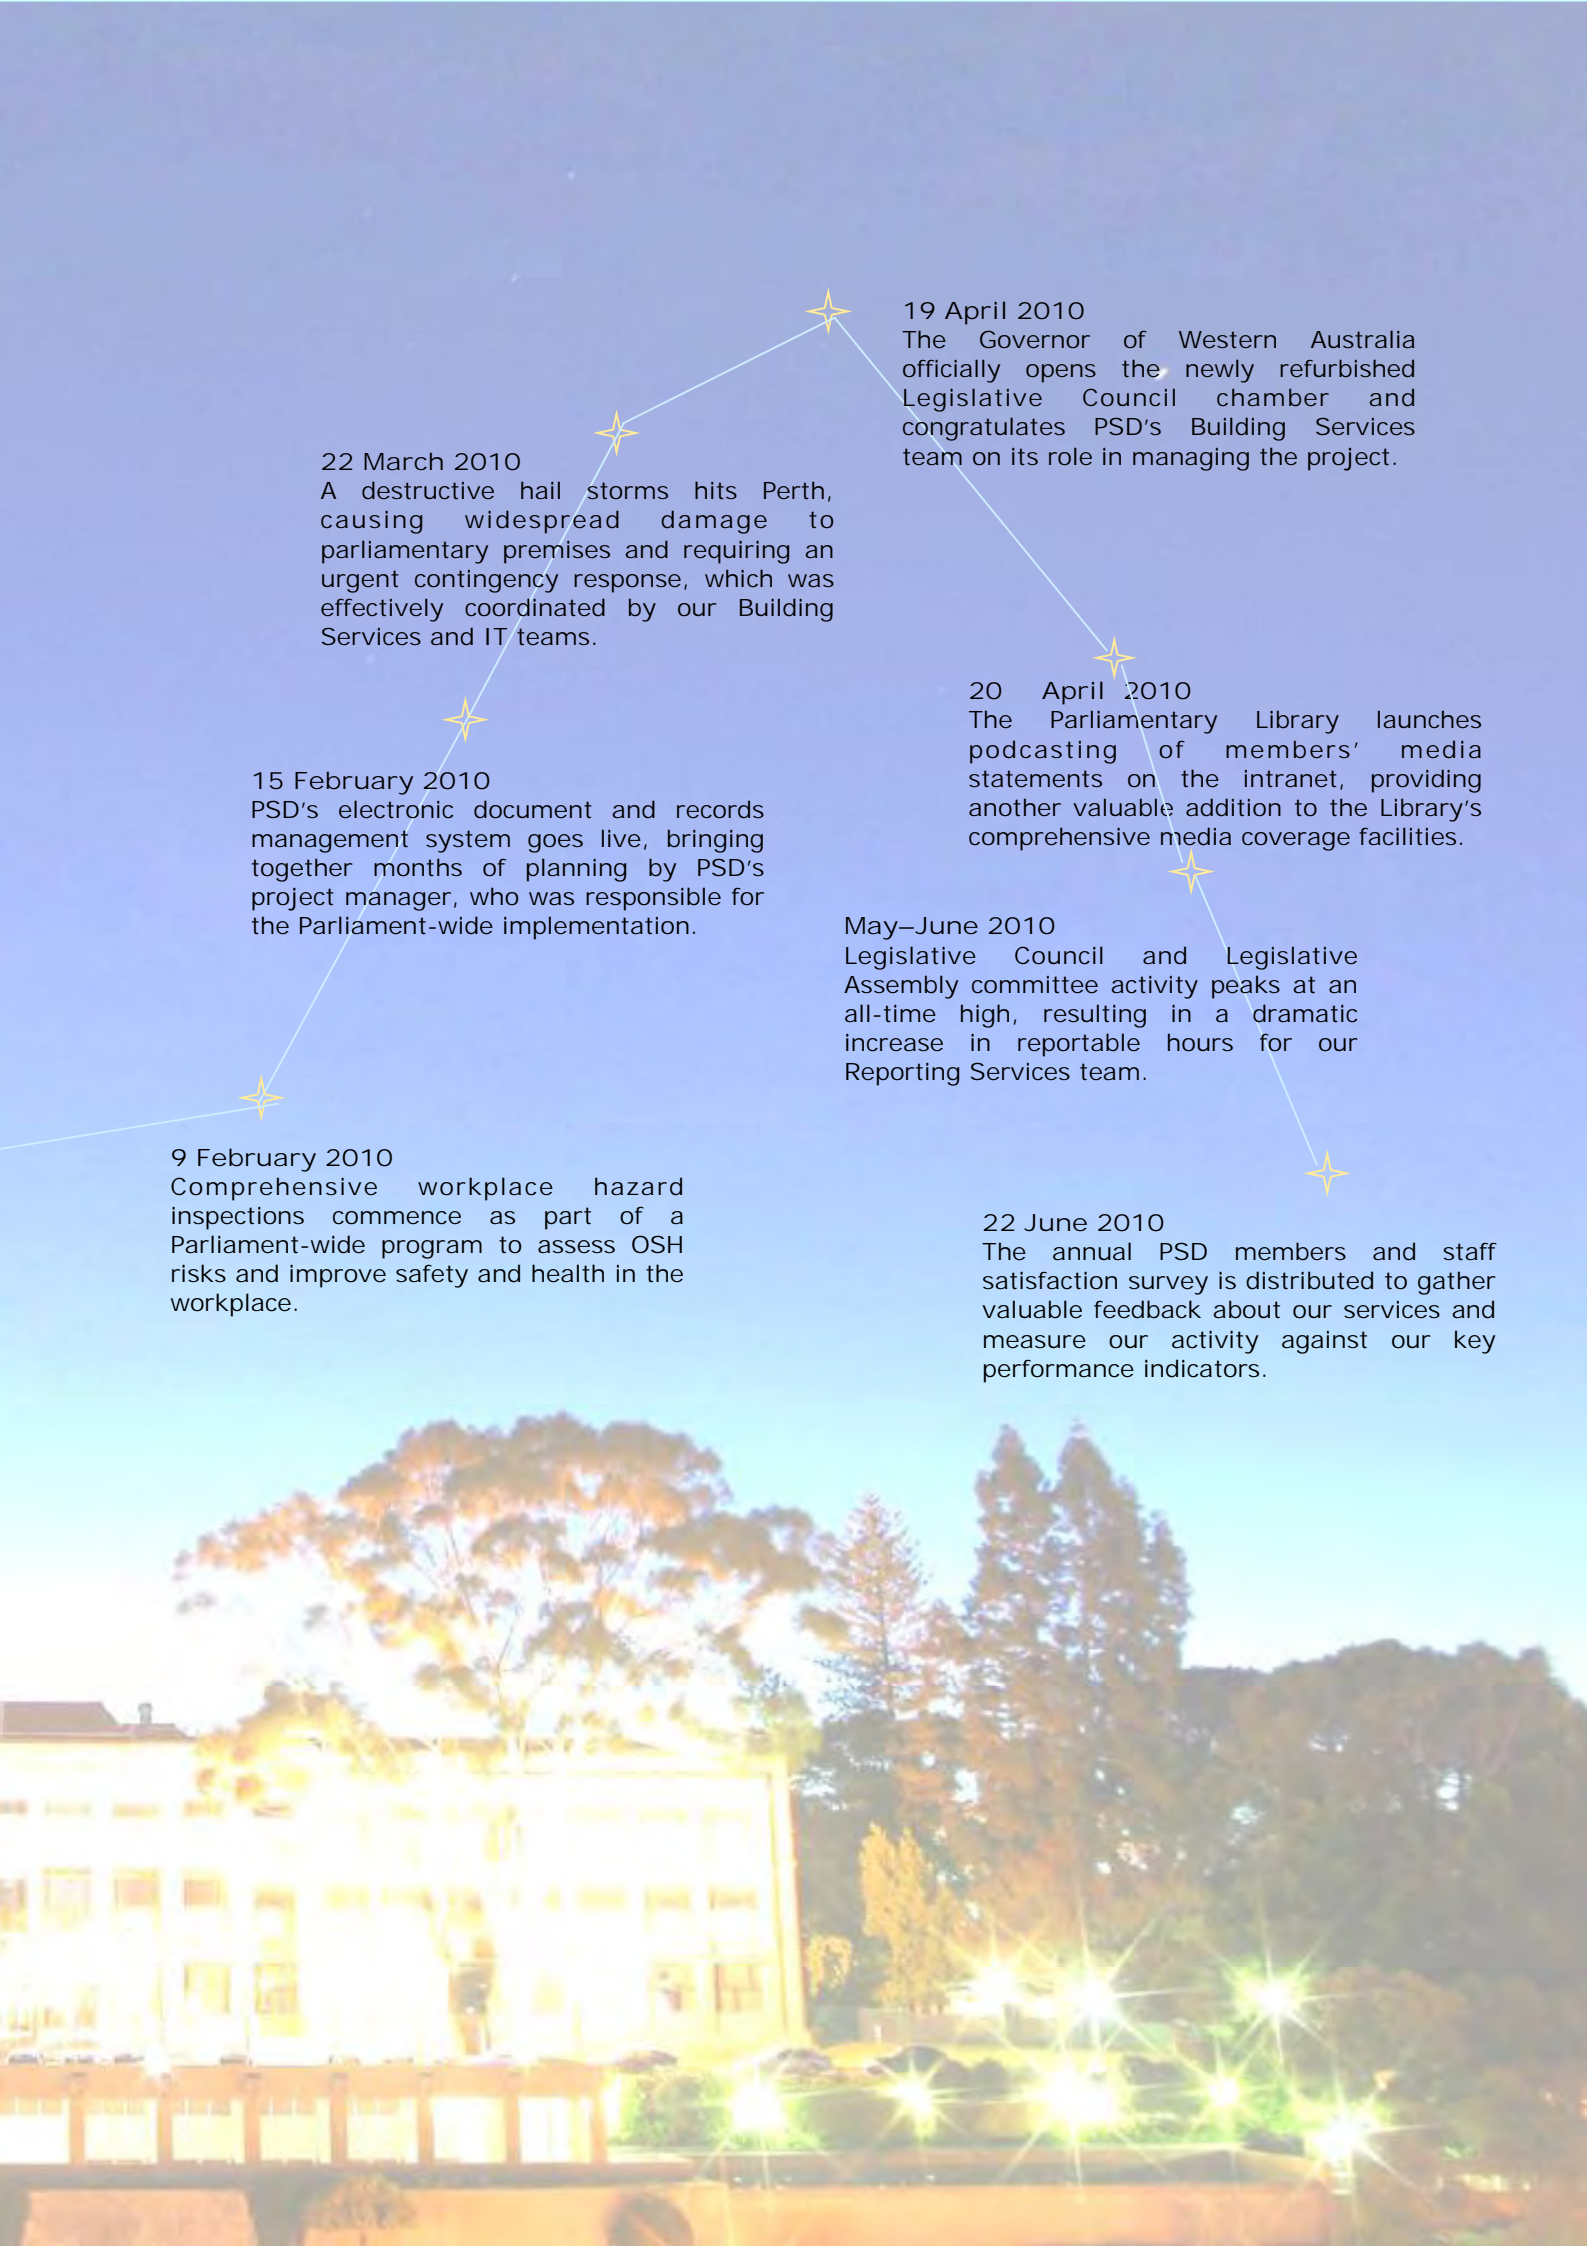 19 April 2010
The Governor of Western Australia
officially opens the newly refurbished
Legislative Council chamber and
congratulates PSD's Building Services
team on its role in managing the project.
22 March 2010
A destructive hail storms hits Perth,
causing widespread damage to
parliamentary premises and requiring an
urgent contingency response, which was
effectively coordinated by our Building
Services and IT teams.
20 April 2010
The Parliamentary Library launches
podcasting of members' media
statements on the intranet, providing
another valuable addition to the Library's
comprehensive media coverage facilities.
15 February 2010
PSD's electronic document and records
management system goes live, bringing
together months of planning by PSD's
project manager, who was responsible for
the Parliament-wide implementation.
May–June 2010
Legislative Council and Legislative
Assembly committee activity peaks at an
all-time high, resulting in a dramatic
increase in reportable hours for our
Reporting Services team.
9 February 2010
Comprehensive workplace hazard
inspections commence as part of a
Parliament-wide program to assess OSH
risks and improve safety and health in the
workplace.
22 June 2010
The annual PSD members and staff
satisfaction survey is distributed to gather
valuable feedback about our services and
measure our activity against our key
performance indicators.